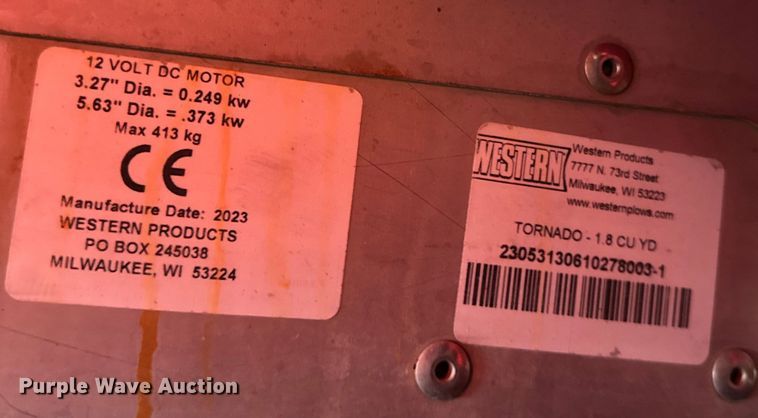 12 VOLT DC MOTOR
3.27" Dia. = 0.249 kw
5.63" Dia. = .373 kw
Max 413 kg
CE
Manufacture Date: 2023
WESTERN PRODUCTS
PO BOX 245038
MILWAUKEE, WI 53224
WESTERN
Western Products
7777 N. 73rd Street
Milwaukee, WI 53223
www.westernplows.com
TORNADO - 1.8 CU YD
23053130610278003-1
Purple Wave Auction